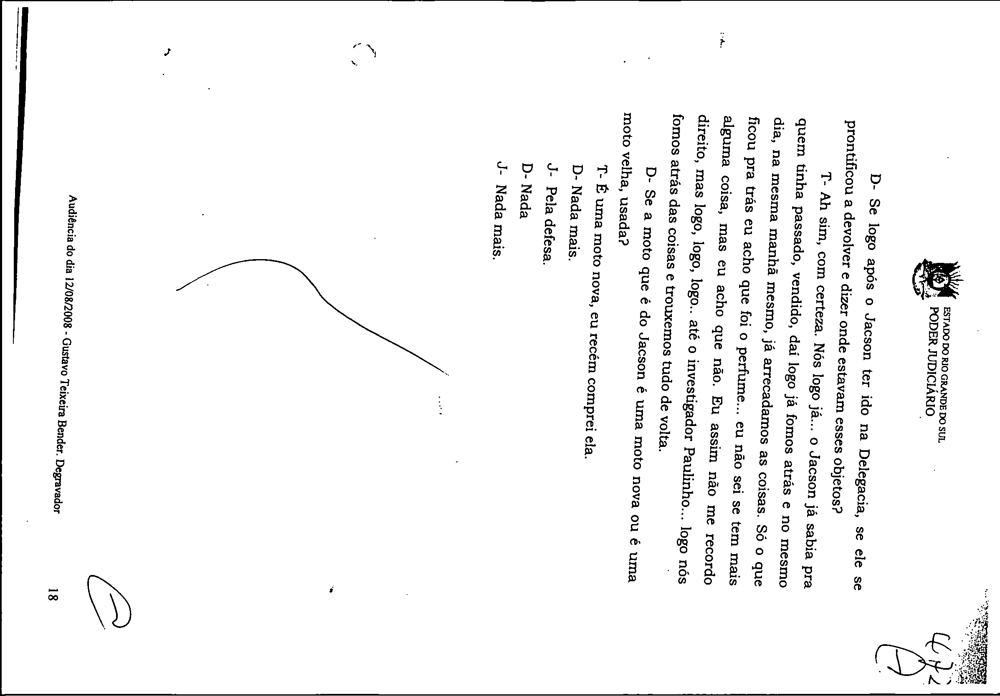 ESTADO DO RIO GRANDE DO SUL
PODER JUDICIÁRIO
D- Se logo após o Jacson ter ido na Delegacia, se ele se
prontificou a devolver e dizer onde estavam esses objetos?
T- Ah sim, com certeza. Nós logo já... o Jacson já sabia pra
quem tinha passado, vendido, daí logo já fomos atrás e no mesmo
dia, na mesma manhã mesmo, já arrecadamos as coisas. Só o que
ficou pra trás eu acho que foi o perfume... eu não sei se tem mais
alguma coisa, mas eu acho que não. Eu assim não me recordo
direito, mas logo, logo, logo.. até o investigador Paulinho... logo nós
fomos atrás das coisas e trouxemos tudo de volta.
D- Se a moto que é do Jacson é uma moto nova ou é uma
moto velha, usada?
T- É uma moto nova, eu recém comprei ela.
D- Nada mais.
J- Pela defesa.
D- Nada
J- Nada mais.
Audiência do dia 12/08/2008 - Gustavo Teixeira Bender. Degravador
18